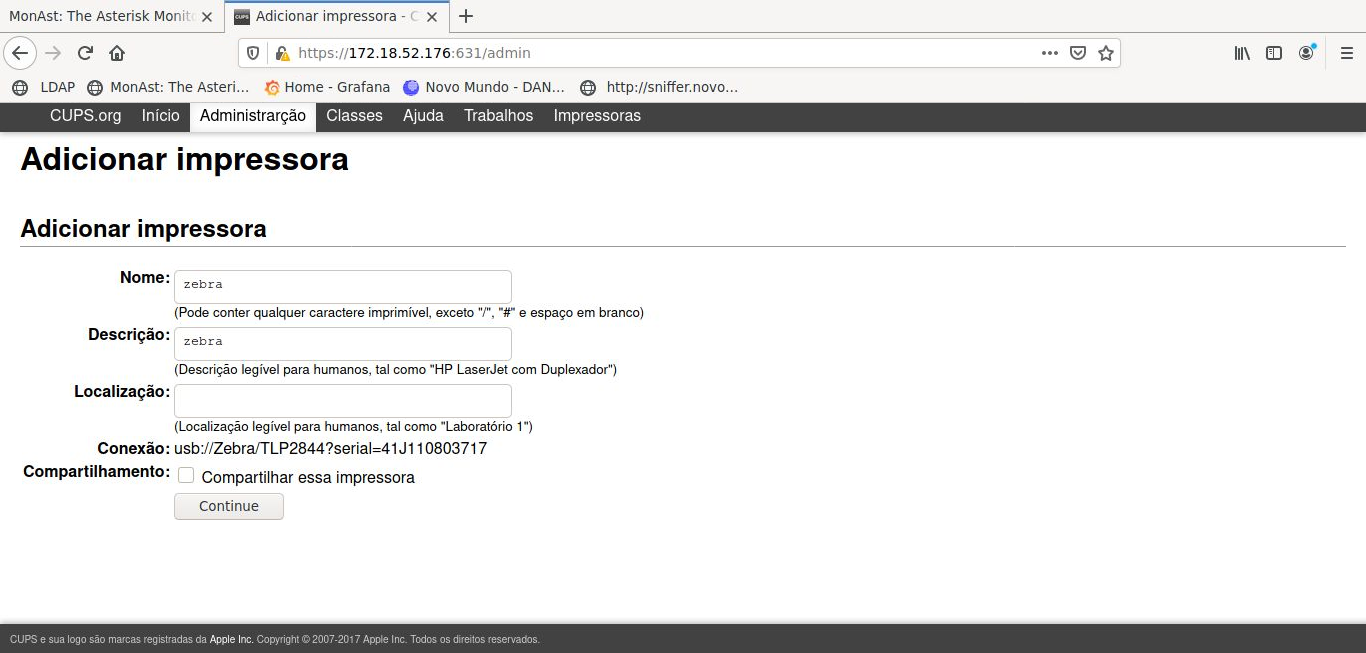 MonAst: The Asterisk Monito
CUPS Adicionar impressora - C
https://172.18.52.176:631/admin
LDAP MonAst: The Asteri... Home - Grafana Novo Mundo - DAN... http://sniffer.novo...
CUPS.org Início Administrarção Classes Ajuda Trabalhos Impressoras
Adicionar impressora
Adicionar impressora
Nome: zebra
(Pode conter qualquer caractere imprimível, exceto "/", "#" e espaço em branco)
Descrição: zebra
(Descrição legível para humanos, tal como "HP LaserJet com Duplexador")
Localização:
(Localização legível para humanos, tal como "Laboratório 1")
Conexão: usb://Zebra/TLP2844?serial=41J110803717
Compartilhamento: Compartilhar essa impressora
Continue
CUPS e sua logo são marcas registradas da Apple Inc. Copyright © 2007-2017 Apple Inc. Todos os direitos reservados.